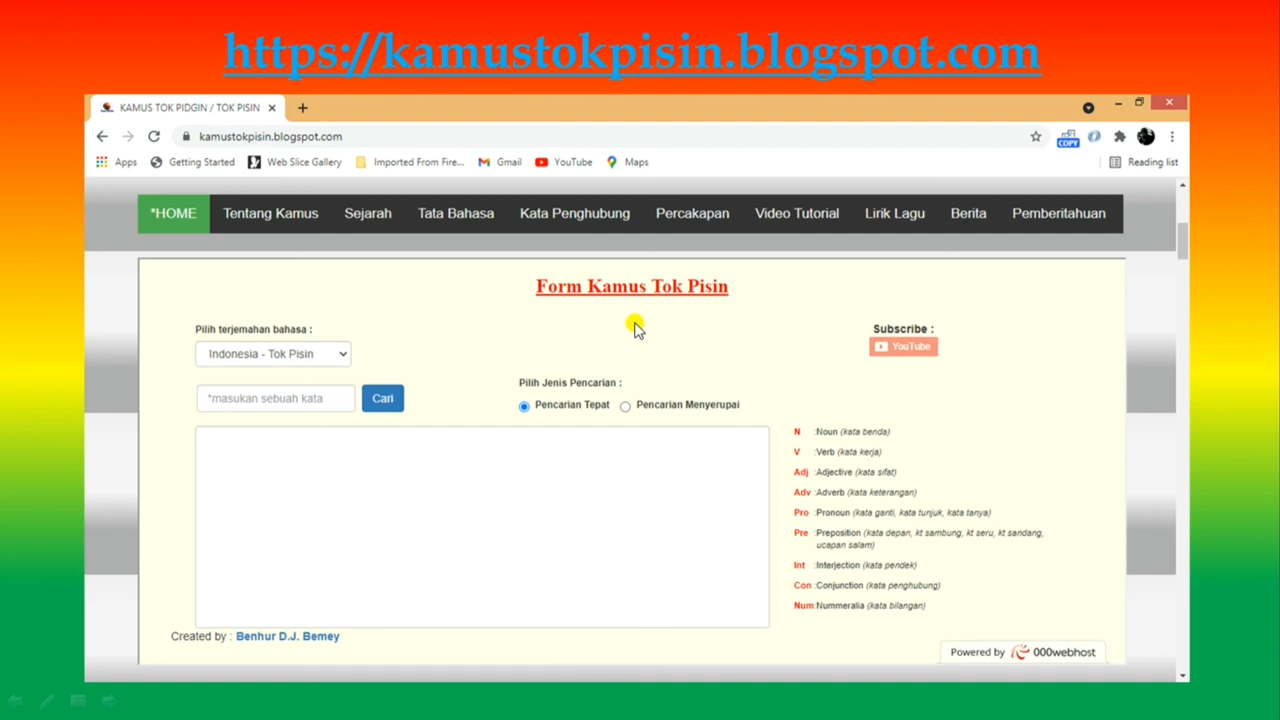 https://kamustokpisin.blogspot.com
KAMUS TOK PIDGIN / TOK PISIN
kamustokpisin.blogspot.com
COPY
Apps Getting Started Web Slice Gallery Imported From Fire... Gmail YouTube Maps Reading list
*HOME Tentang Kamus Sejarah Tata Bahasa Kata Penghubung Percakapan Video Tutorial Lirik Lagu Berita Pemberitahuan
Form Kamus Tok Pisin
Pilih terjemahan bahasa :
Indonesia - Tok Pisin
*masukan sebuah kata Cari
Pilih Jenis Pencarian :
Pencarian Tepat Pencarian Menyerupai
Subscribe :
YouTube
N :Noun (kata benda)
V :Verb (kata kerja)
Adj :Adjective (kata sifat)
Adv :Adverb (kata keterangan)
Pro :Pronoun (kata ganti, kata tunjuk, kata tanya)
Pre :Preposition (kata depan, kt sambung, kt seru, kt sandang,
ucapan salam)
Int :Interjection (kata pendek)
Con :Conjunction (kata penghubung)
Num :Nummeralia (kata bilangan)
Created by : Benhur D.J. Bemey
Powered by 000webhost